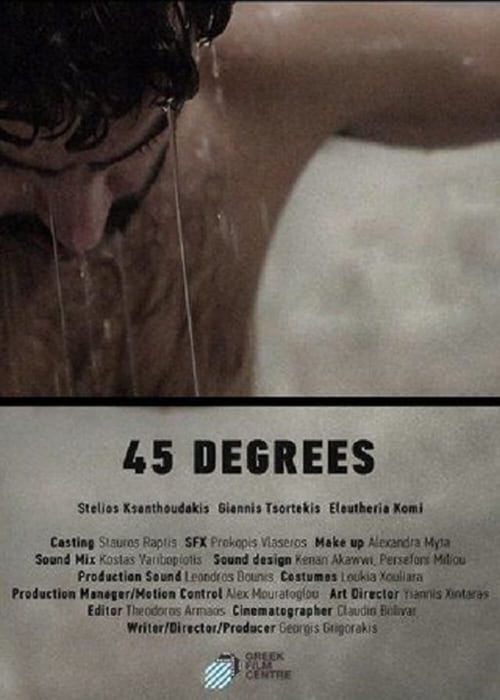 45 DEGREES
Stelios Ksanthoudakis Giannis Tsortekis Eleutheria Komi
Casting Stauros Raptis SFX Prokopis Vlaseros Make up Alexandra Myta
Sound Mix Kostas Varibopiotis Sound design Kenan Akawwi, Persefoni Miliou
Production Sound Leandros Dounis Costumes Loukia Xouliara
Production Manager/Motion Control Alex Mouratoglou Art Director Yiannis Xintaras
Editor Theodoros Armaos Cinematographer Claudio Bolivar
Writer/Director/Producer Georgis Grigorakis
GREEK
FILM
CENTRE